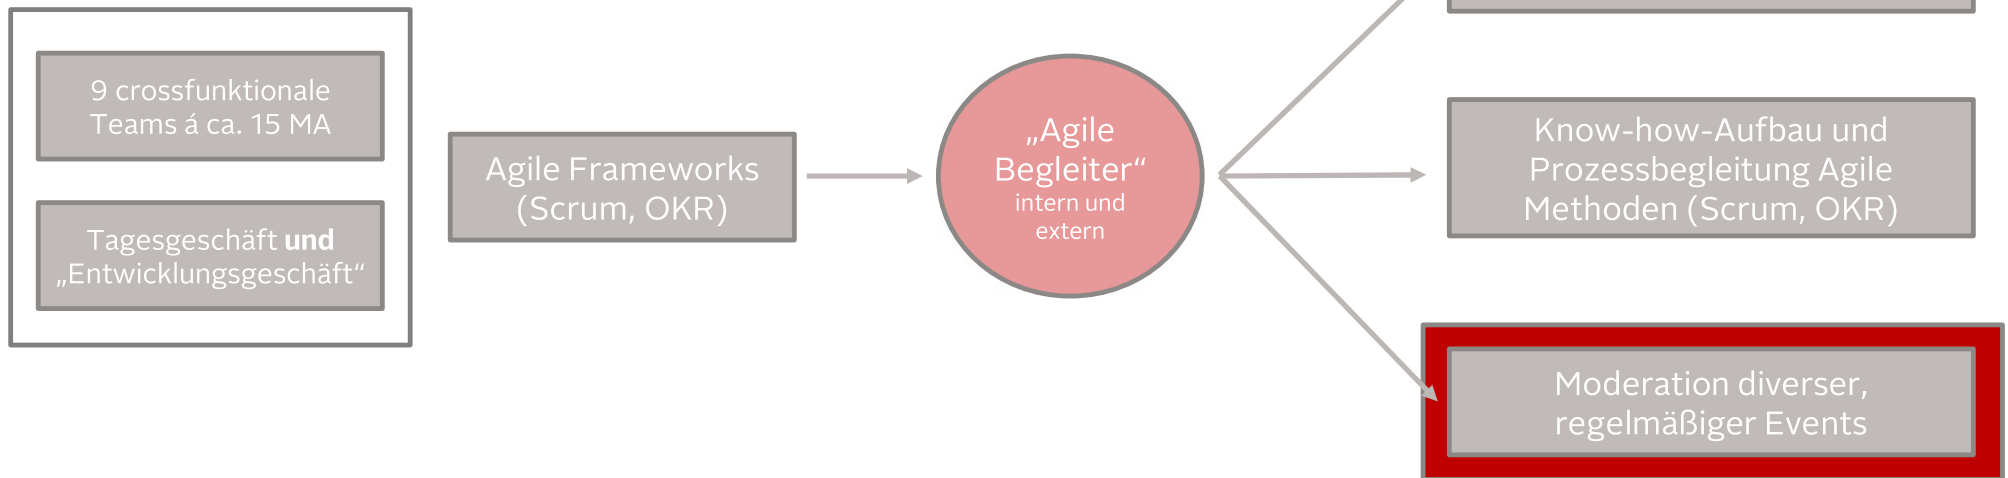 9 crossfunktionale
Teams á ca. 15 MA
Tagesgeschäft und
„Entwicklungsgeschäft“
Agile Frameworks
(Scrum, OKR)
„Agile
Begleiter“
intern und
extern
Know-how-Aufbau und
Prozessbegleitung Agile
Methoden (Scrum, OKR)
Moderation diverser,
regelmäßiger Events